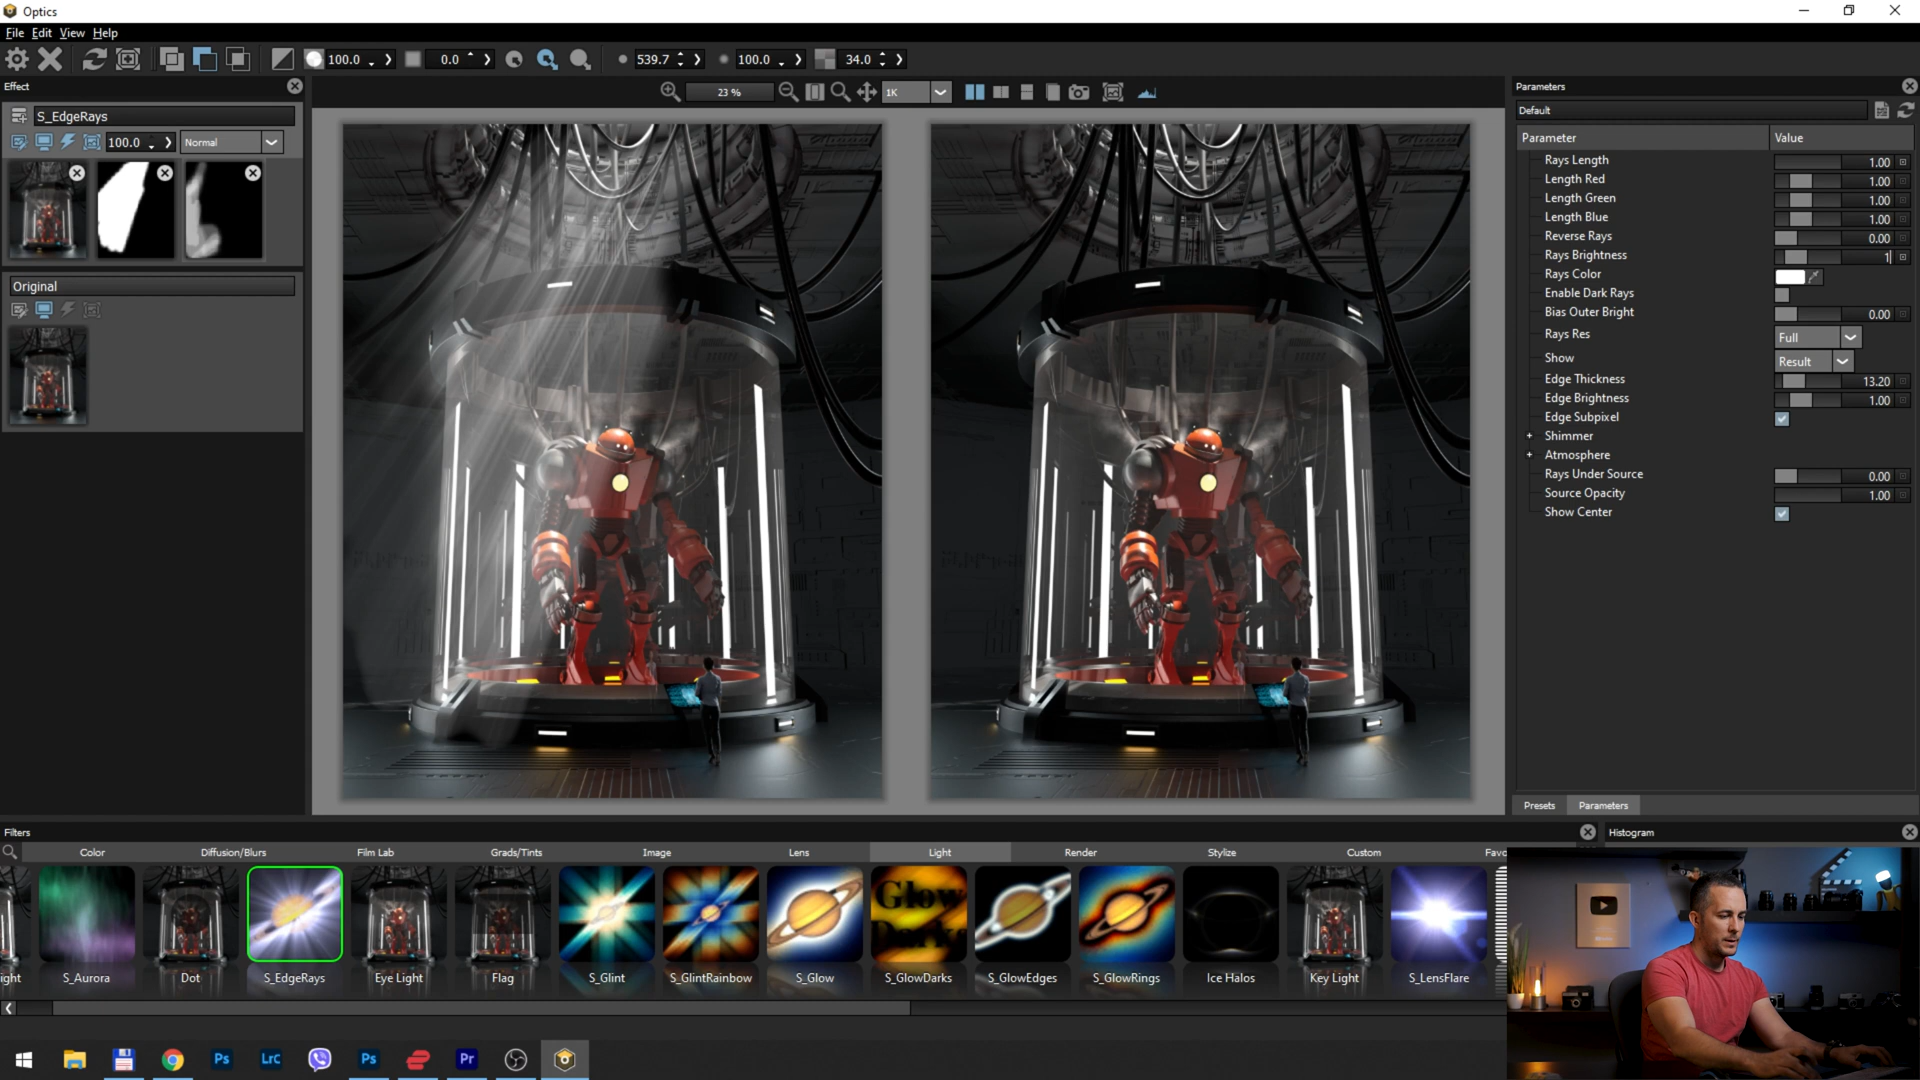 Optics
File Edit View Help
100.0 0.0 539.7 100.0 34.0
Effect
S_EdgeRays
100.0 Normal
Original
23 % 1K
Parameters
Default
Parameter Value
Rays Length 1.00
Length Red 1.00
Length Green 1.00
Length Blue 1.00
Reverse Rays 0.00
Rays Brightness 1
Rays Color
Enable Dark Rays
Bias Outer Bright 0.00
Rays Res Full
Show Result
Edge Thickness 13.20
Edge Brightness 1.00
Edge Subpixel
+ Shimmer
+ Atmosphere
Rays Under Source 0.00
Source Opacity 1.00
Show Center
Presets Parameters
Filters
Histogram
Color Diffusion/Blurs Film Lab Grads/Tints Image Lens Light Render Stylize Custom Favo
Glow
Darks
ight S_Aurora Dot S_EdgeRays Eye Light Flag S_Glint S_GlintRainbow S_Glow S_GlowDarks S_GlowEdges S_GlowRings Ice Halos Key Light S_LensFlare
Ps LrC Ps Pr